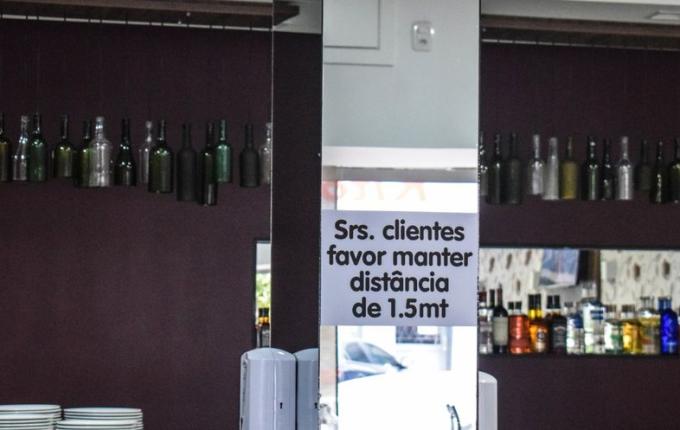 Srs. clientes
favor manter
distância
de 1.5mt